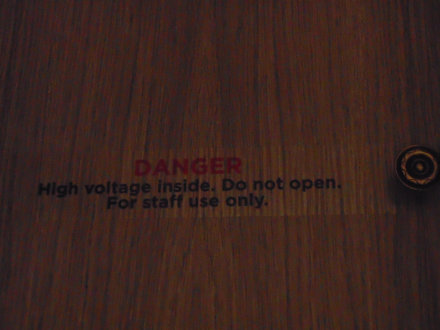 DANGER
High voltage inside. Do not open.
For staff use only.